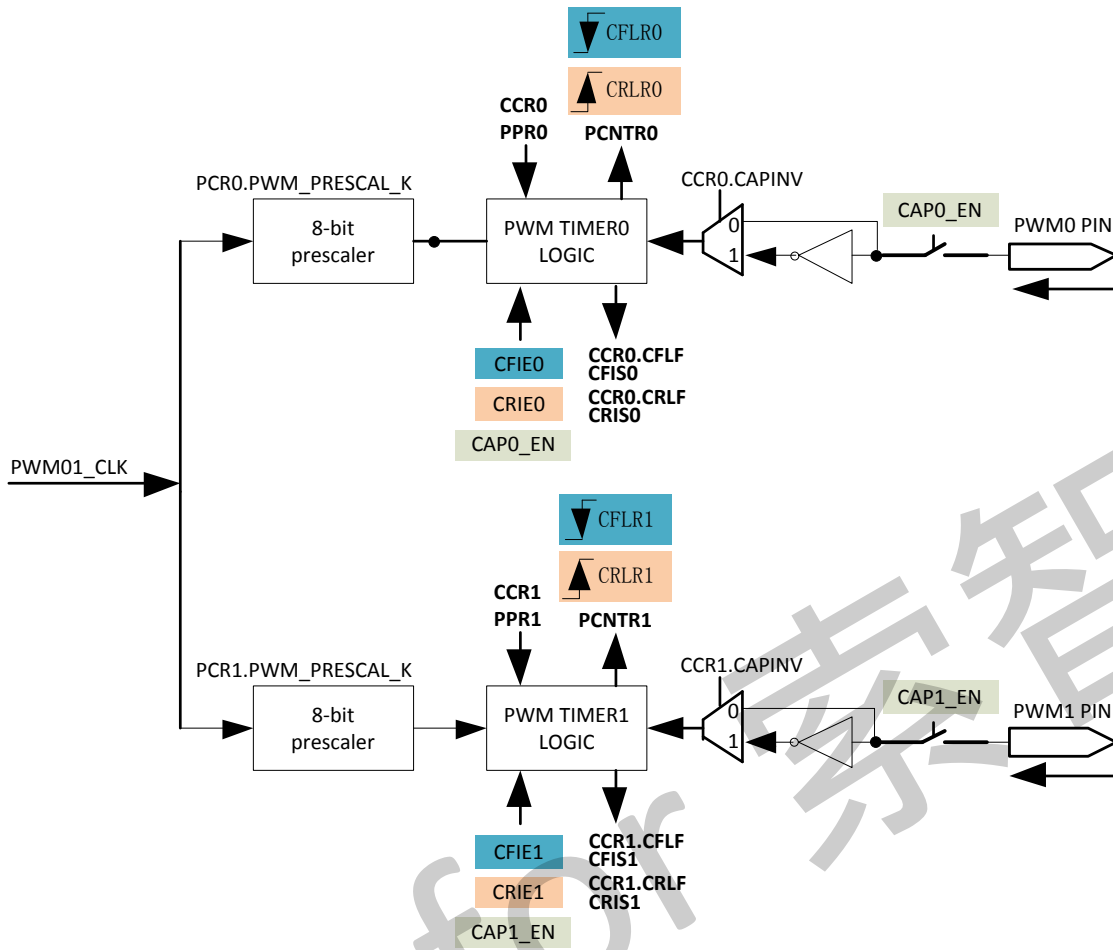 CFLR0
CRLR0
CCR0
PPR0
PCNTR0
PCR0.PWM_PRESCAL_K
CCR0.CAPINV
CAP0_EN
PWM0 PIN
8-bit
prescaler
PWM TIMER0
LOGIC
0
1
CFIE0
CRIE0
CAP0_EN
CCR0.CFLF
CFIS0
CCR0.CRLF
CRIS0
PWM01_CLK
CFLR1
CRLR1
CCR1
PPR1
PCNTR1
PCR1.PWM_PRESCAL_K
CCR1.CAPINV
CAP1_EN
PWM1 PIN
8-bit
prescaler
PWM TIMER1
LOGIC
0
1
CFIE1
CRIE1
CAP1_EN
CCR1.CFLF
CFIS1
CCR1.CRLF
CRIS1
for 索智